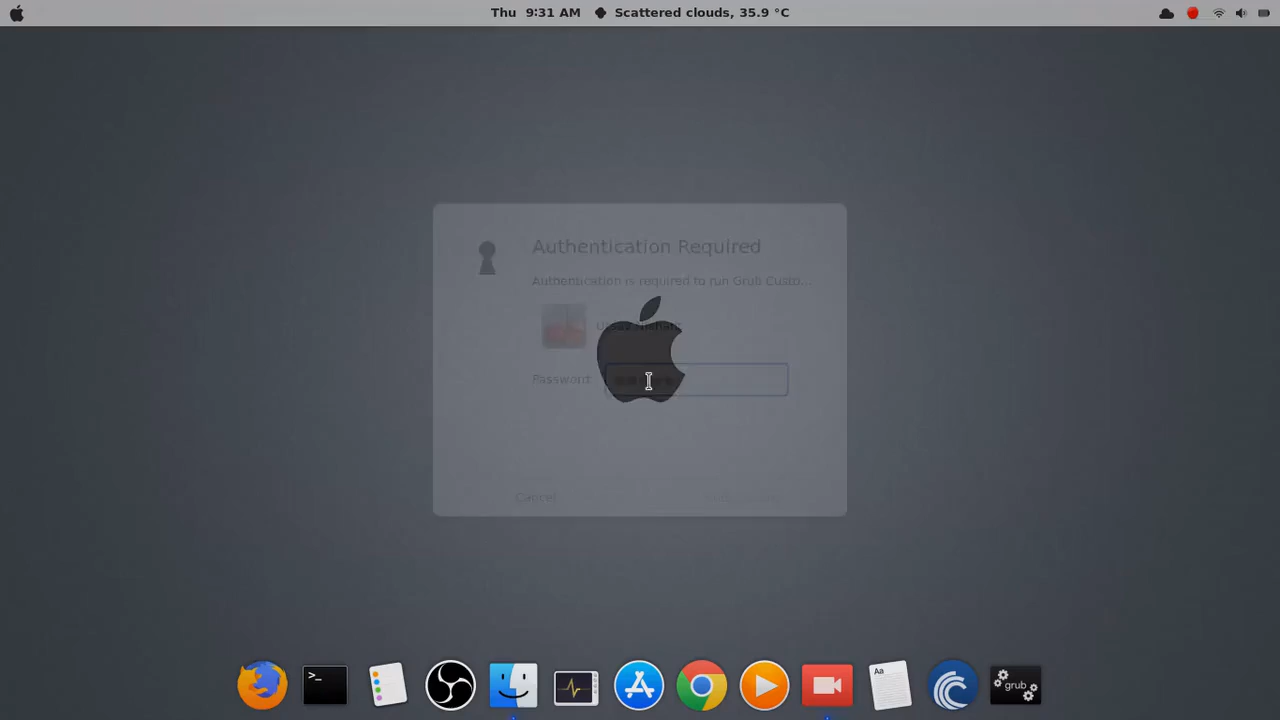 Thu 9:31 AM Scattered clouds, 35.9 °C
Authentication Required
Authentication is required to run Grub Custo...
Password
Cancel
>_
Aa
grub